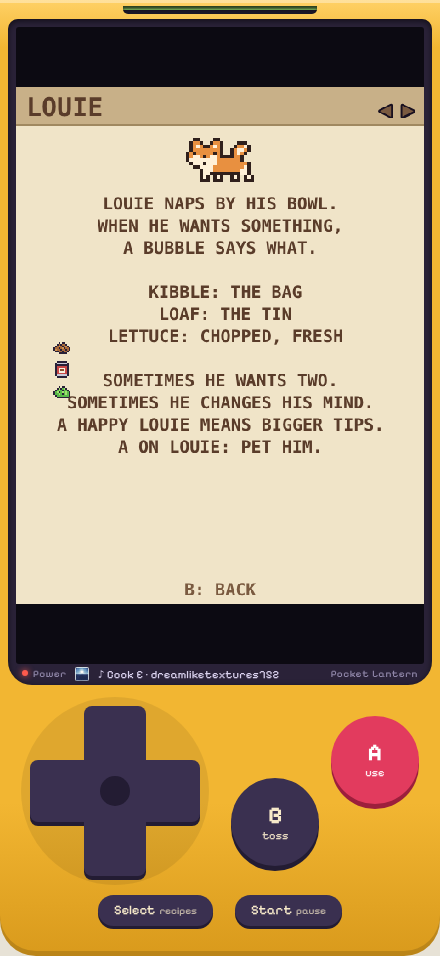 LOUIE
LOUIE NAPS BY HIS BOWL.
WHEN HE WANTS SOMETHING,
A BUBBLE SAYS WHAT.
KIBBLE: THE BAG
LOAF: THE TIN
LETTUCE: CHOPPED, FRESH
SOMETIMES HE WANTS TWO.
SOMETIMES HE CHANGES HIS MIND.
A HAPPY LOUIE MEANS BIGGER TIPS.
A ON LOUIE: PET HIM.
B: BACK
Power ♪ Cook 6 · dreamliketextures782 Pocket Lantern
A
use
B
toss
Select recipes Start pause